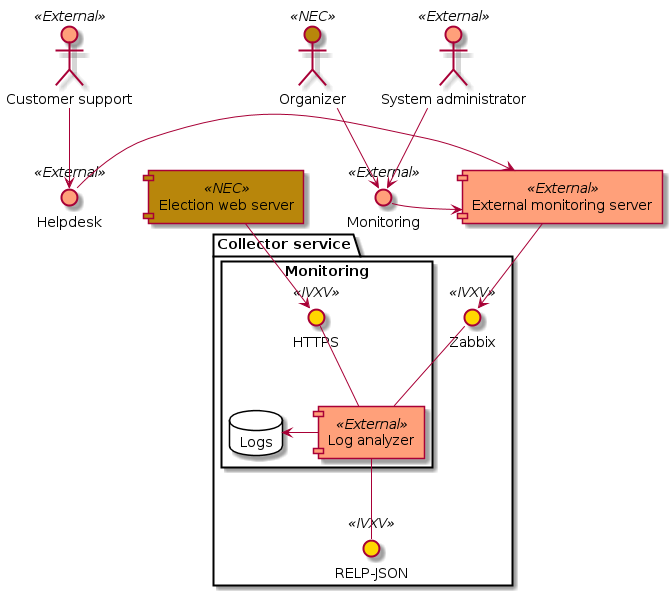 «External»
Customer support
«NEC»
Organizer
«External»
System administrator
«External»
Helpdesk
«NEC»
Election web server
«External»
Monitoring
«External»
External monitoring server
Collector service
Monitoring
«IVXV»
HTTPS
«IVXV»
Zabbix
Logs
«External»
Log analyzer
«IVXV»
RELP-JSON